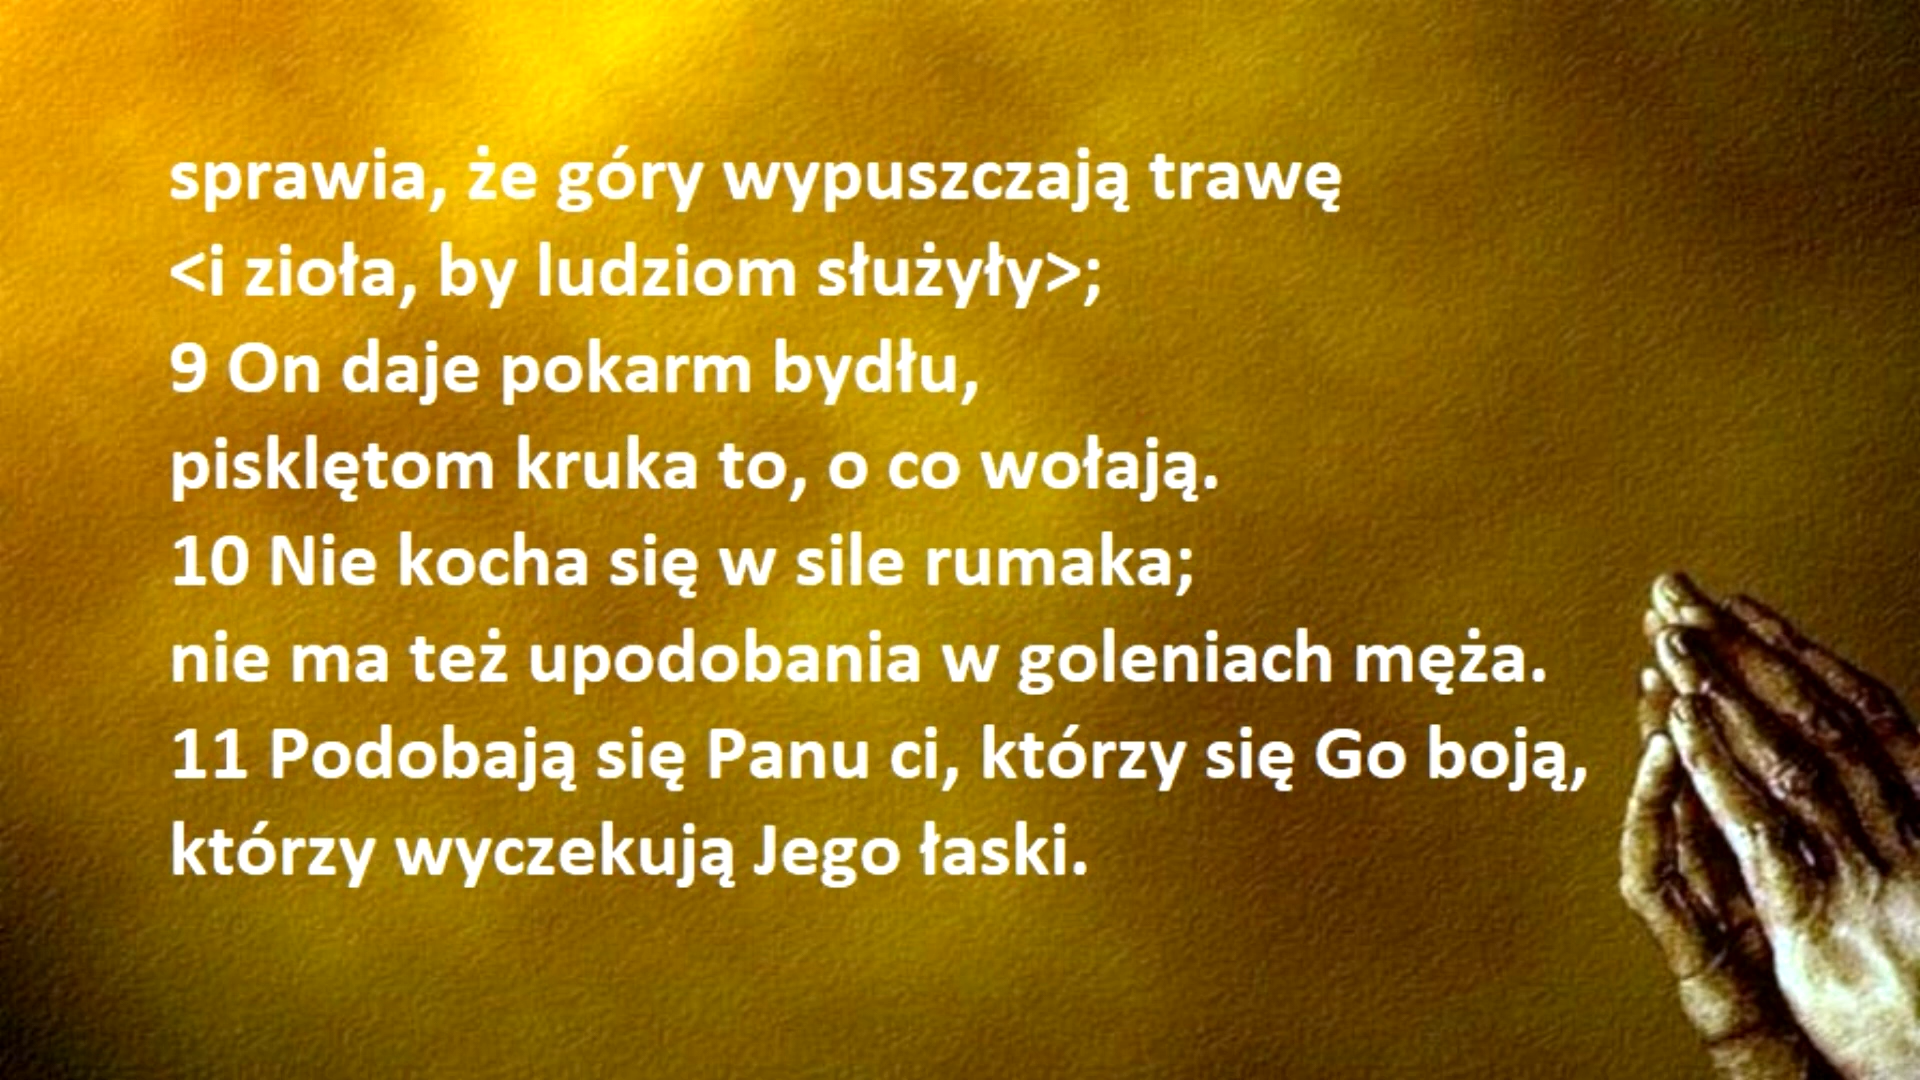 sprawia, że góry wypuszczają trawę
<i zioła, by ludziom służyły>;
9 On daje pokarm bydłu,
pisklętom kruka to, o co wołają.
10 Nie kocha się w sile rumaka;
nie ma też upodobania w goleniach męża.
11 Podobają się Panu ci, którzy się Go boją,
którzy wyczekują Jego łaski.